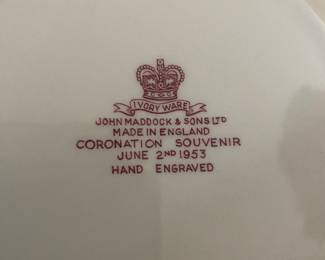 IVORY WARE
JOHN MADDOCK & SONS LTD
MADE IN ENGLAND
CORONATION SOUVENIR
JUNE 2ND 1953
HAND ENGRAVED